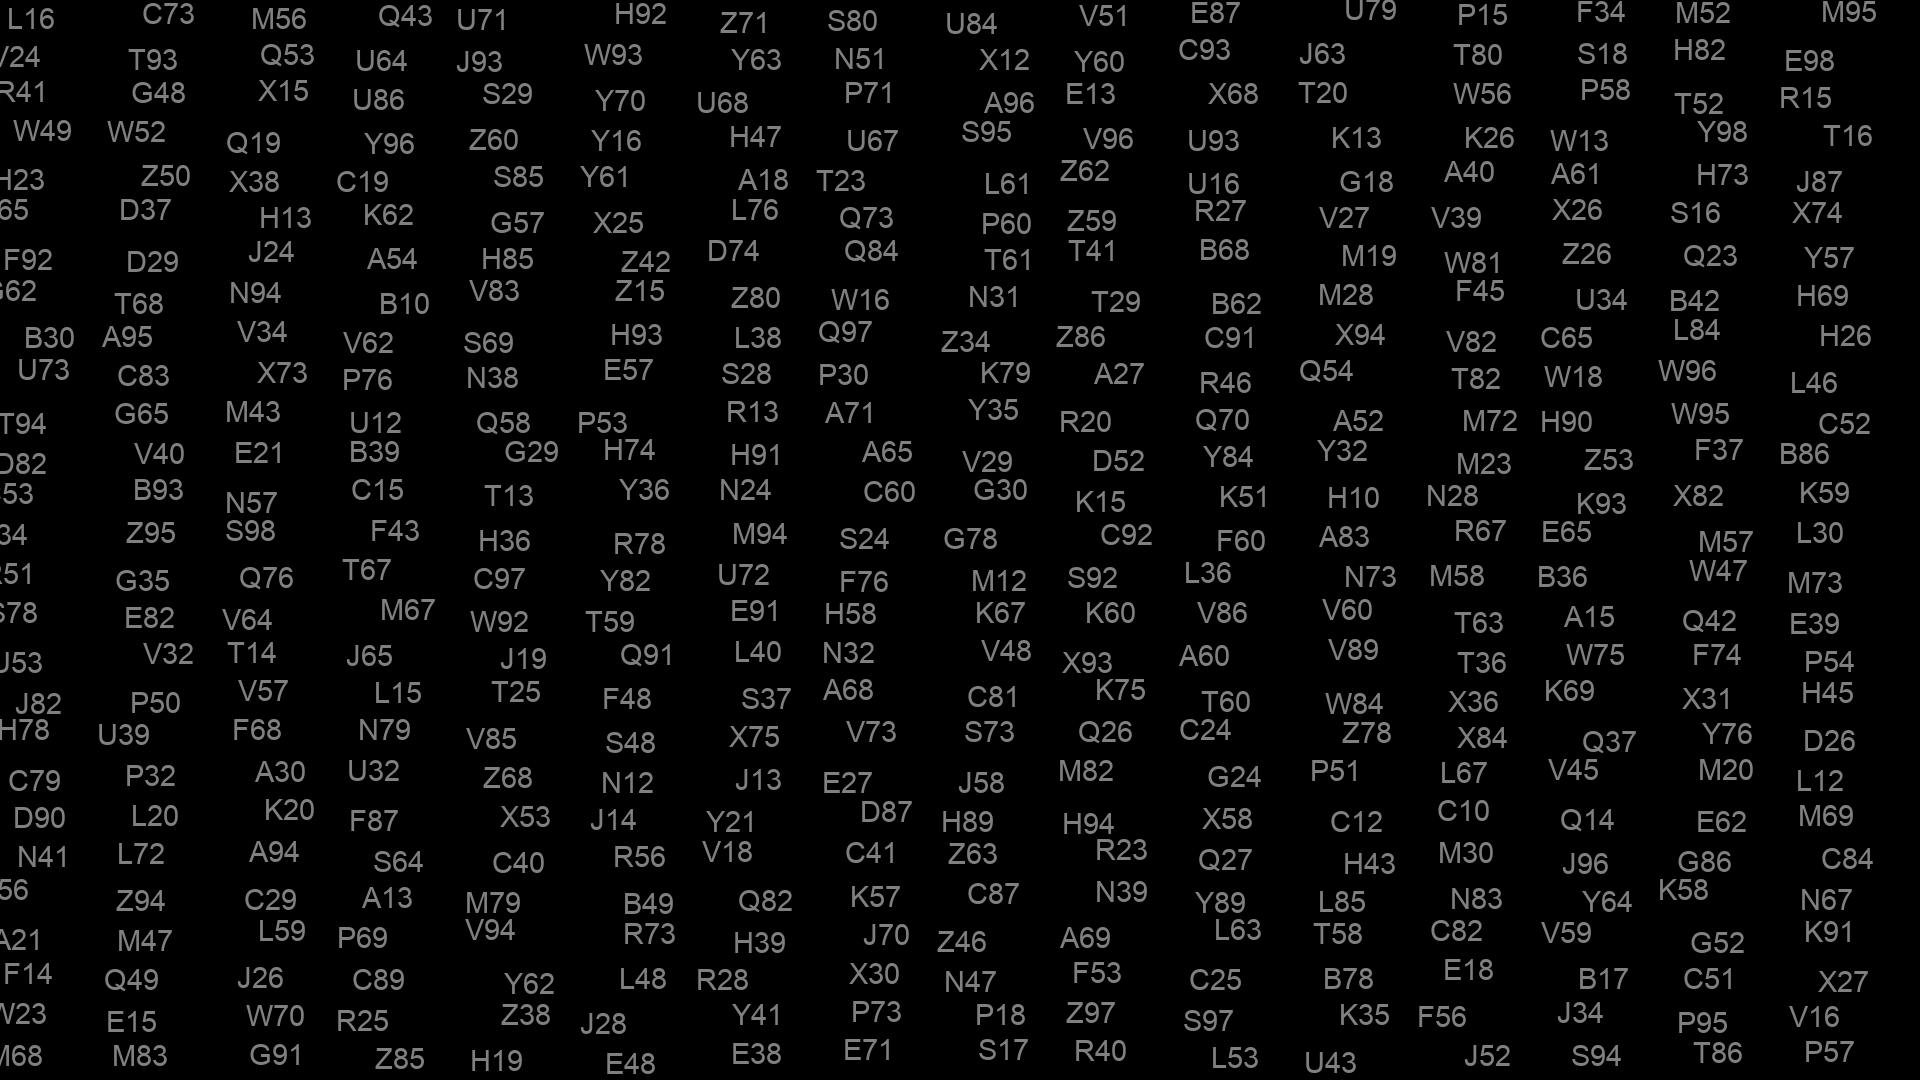 L16 C73 M56 Q43 U71 H92 Z71 S80 U84 V51 E87 U79 P15 F34 M52 M95
V24 T93 Q53 U64 J93 W93 Y63 N51 X12 Y60 C93 J63 T80 S18 H82 E98
R41 G48 X15 U86 S29 Y70 U68 P71 A96 E13 X68 T20 W56 P58 T52 R15
W49 W52 Q19 Y96 Z60 Y16 H47 U67 S95 V96 U93 K13 K26 W13 Y98 T16
H23 Z50 X38 C19 S85 Y61 A18 T23 L61 Z62 U16 G18 A40 A61 H73 J87
65 D37 H13 K62 G57 X25 L76 Q73 P60 Z59 R27 V27 V39 X26 S16 X74
F92 D29 J24 A54 H85 Z42 D74 Q84 T61 T41 B68 M19 W81 Z26 Q23 Y57
G62 T68 N94 B10 V83 Z15 Z80 W16 N31 T29 B62 M28 F45 U34 B42 H69
B30 A95 V34 V62 S69 H93 L38 Q97 Z34 Z86 C91 X94 V82 C65 L84 H26
U73 C83 X73 P76 N38 E57 S28 P30 K79 A27 R46 Q54 T82 W18 W96 L46
T94 G65 M43 U12 Q58 P53 R13 A71 Y35 R20 Q70 A52 M72 H90 W95 C52
D82 V40 E21 B39 G29 H74 H91 A65 V29 D52 Y84 Y32 M23 Z53 F37 B86
53 B93 N57 C15 T13 Y36 N24 C60 G30 K15 K51 H10 N28 K93 X82 K59
34 Z95 S98 F43 H36 R78 M94 S24 G78 C92 F60 A83 R67 E65 M57 L30
51 G35 Q76 T67 C97 Y82 U72 F76 M12 S92 L36 N73 M58 B36 W47 M73
S78 E82 V64 M67 W92 T59 E91 H58 K67 K60 V86 V60 T63 A15 Q42 E39
U53 V32 T14 J65 J19 Q91 L40 N32 V48 X93 A60 V89 T36 W75 F74 P54
J82 P50 V57 L15 T25 F48 S37 A68 C81 K75 T60 W84 X36 K69 X31 H45
H78 U39 F68 N79 V85 S48 X75 V73 S73 Q26 C24 Z78 X84 Q37 Y76 D26
C79 P32 A30 U32 Z68 N12 J13 E27 J58 M82 G24 P51 L67 V45 M20 L12
D90 L20 K20 F87 X53 J14 Y21 D87 H89 H94 X58 C12 C10 Q14 E62 M69
N41 L72 A94 S64 C40 R56 V18 C41 Z63 R23 Q27 H43 M30 J96 G86 C84
56 Z94 C29 A13 M79 B49 Q82 K57 C87 N39 Y89 L85 N83 Y64 K58 N67
A21 M47 L59 P69 V94 R73 H39 J70 Z46 A69 L63 T58 C82 V59 G52 K91
F14 Q49 J26 C89 Y62 L48 R28 X30 N47 F53 C25 B78 E18 B17 C51 X27
W23 E15 W70 R25 Z38 J28 Y41 P73 P18 Z97 S97 K35 F56 J34 P95 V16
M68 M83 G91 Z85 H19 E48 E38 E71 S17 R40 L53 U43 J52 S94 T86 P57